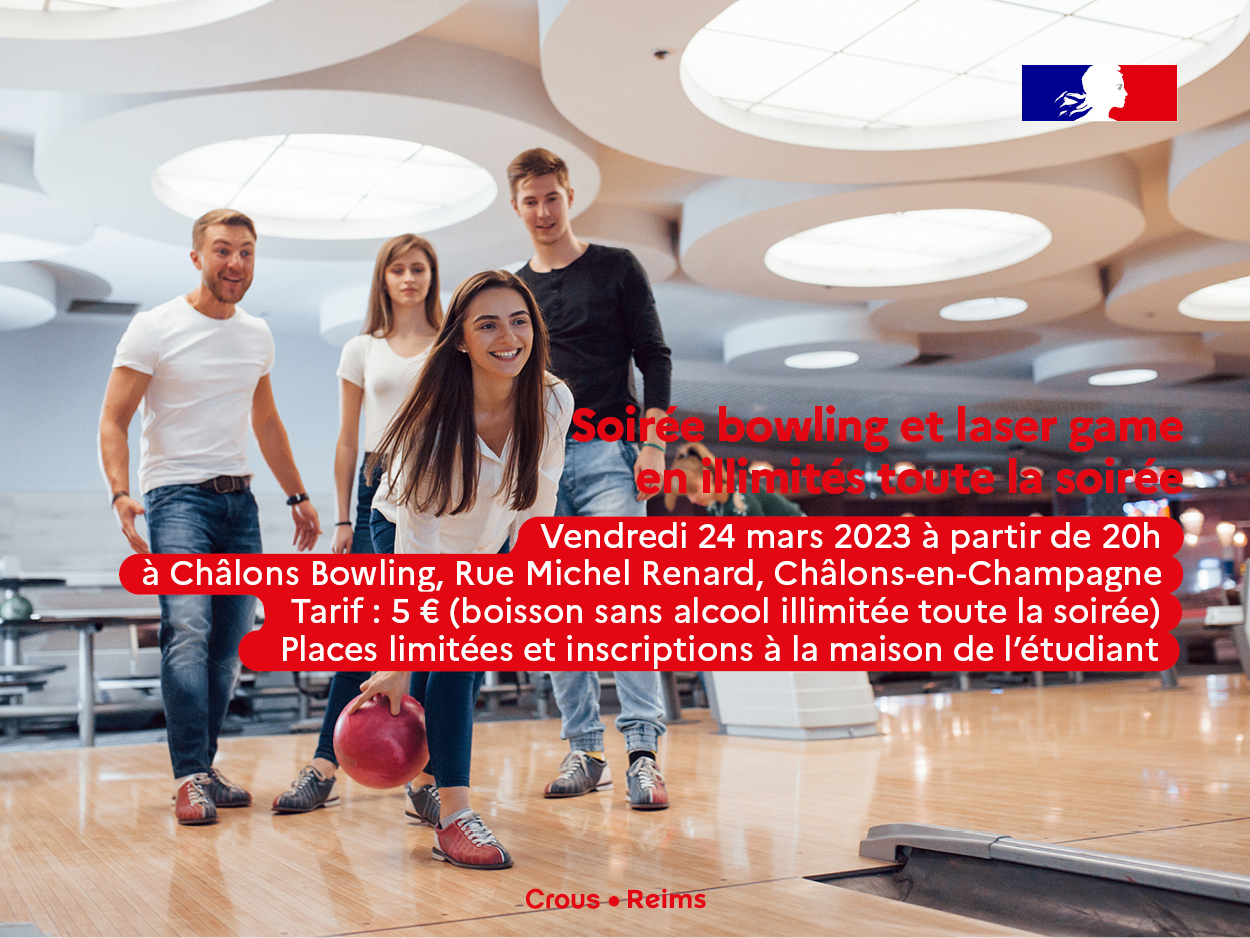 Soirée bowling et laser game
en illimités toute la soirée
Vendredi 24 mars 2023 à partir de 20h
à Châlons Bowling, Rue Michel Renard, Châlons-en-Champagne
Tarif : 5 € (boisson sans alcool illimitée toute la soirée)
Places limitées et inscriptions à la maison de l’étudiant
Crous • Reims